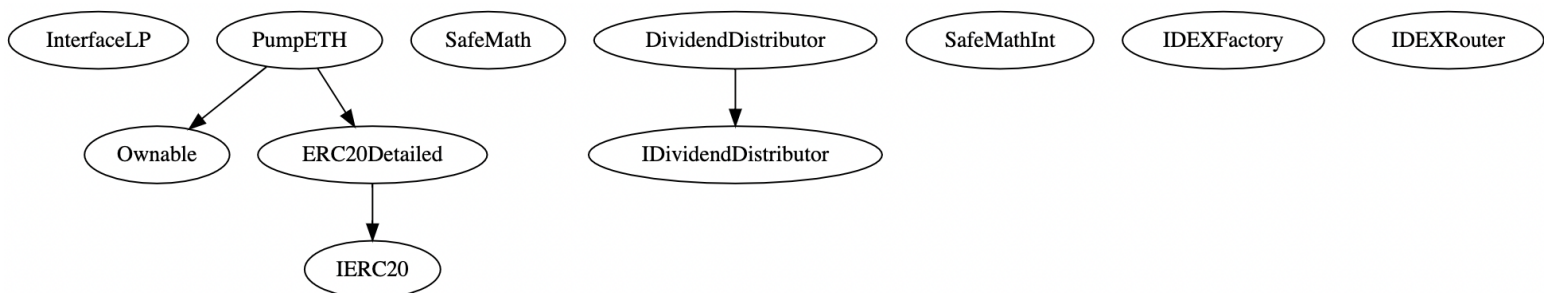 InterfaceLP
PumpETH
SafeMath
DividendDistributor
SafeMathInt
IDEXFactory
IDEXRouter
Ownable
ERC20Detailed
IDividendDistributor
IERC20